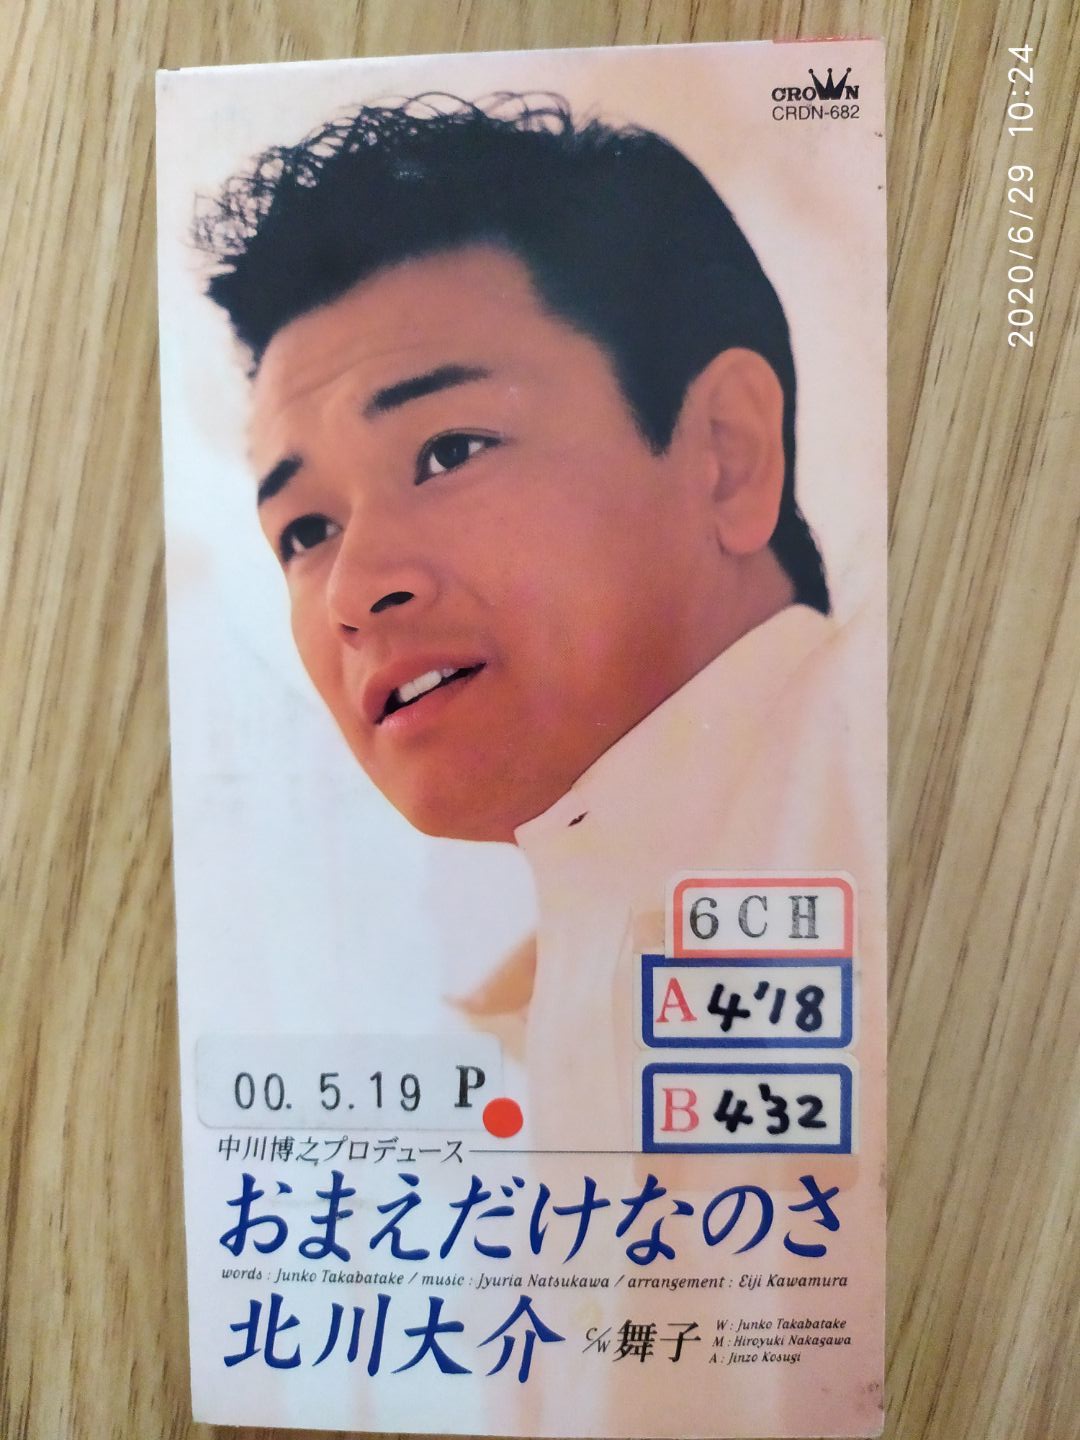 CROWN
CRDN-682
2020/6/29 10:24
6CH
A 4'18
B 4'32
00. 5.19 P
中川博之プロデュース
おまえだけなのさ
words : Junko Takabatake / music : Jyuria Natsukawa / arrangement : Eiji Kawamura
北川大介
C/W 舞子
W : Junko Takabatake
M : Hiroyuki Nakagawa
A : Jinzo Kosugi